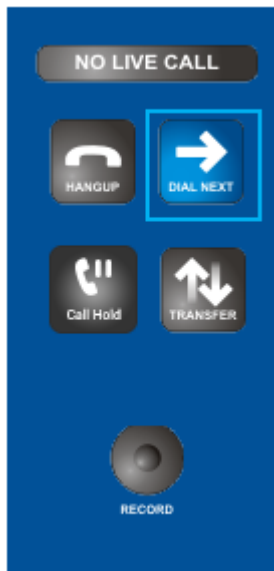 NO LIVE CALL
HANGUP
DIAL NEXT
Call Hold
TRANSFER
RECORD